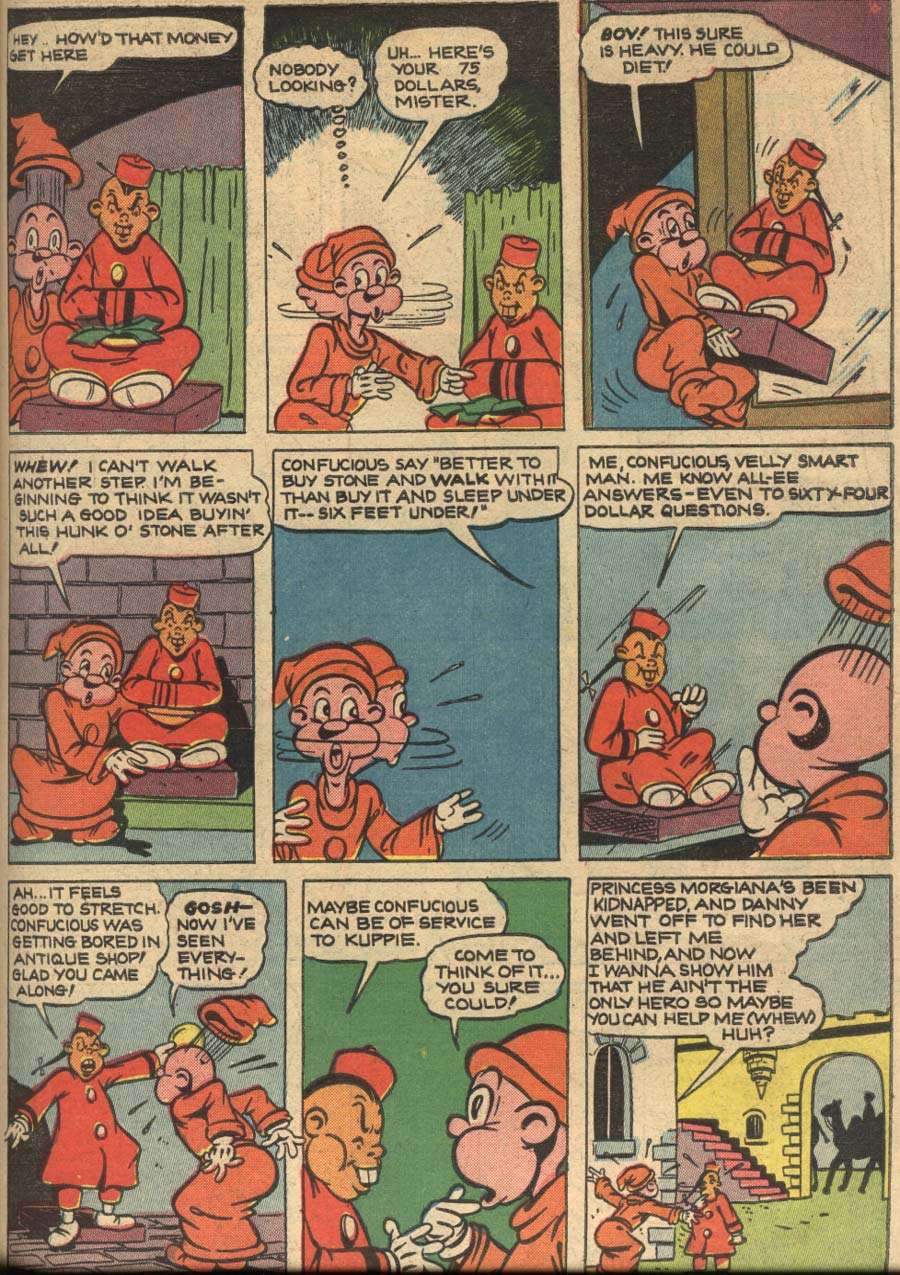 HEY.. HOW'D THAT MONEY
GET HERE
NOBODY
LOOKING?
UH... HERE'S
YOUR 75
DOLLARS,
MISTER.
BOY! THIS SURE
IS HEAVY. HE COULD
DIET!
WHEW! I CAN'T WALK
ANOTHER STEP. I'M BE-
GINNING TO THINK IT WASN'T
SUCH A GOOD IDEA BUYIN'
THIS HUNK O' STONE AFTER
ALL!
CONFUCIOUS SAY "BETTER TO
BUY STONE AND WALK WITH IT
THAN BUY IT AND SLEEP UNDER
IT-- SIX FEET UNDER!"
ME, CONFUCIOUS, VELLY SMART
MAN. ME KNOW ALL-EE
ANSWERS-EVEN TO SIXTY-FOUR
DOLLAR QUESTIONS.
AH...IT FEELS
GOOD TO STRETCH.
CONFUCIOUS WAS
GETTING BORED IN
ANTIQUE SHOP!
GLAD YOU CAME
ALONG!
GOSH-
NOW I'VE
SEEN
EVERY-
THING!
MAYBE CONFUCIOUS
CAN BE OF SERVICE
TO KUPPIE.
COME TO
THINK OF IT...
YOU SURE
COULD!
PRINCESS MORGIANA'S BEEN
KIDNAPPED, AND DANNY
WENT OFF TO FIND HER
AND LEFT ME
BEHIND, AND NOW
I WANNA SHOW HIM
THAT HE AIN'T THE
ONLY HERO SO MAYBE
YOU CAN HELP ME (WHEW)
HUH?